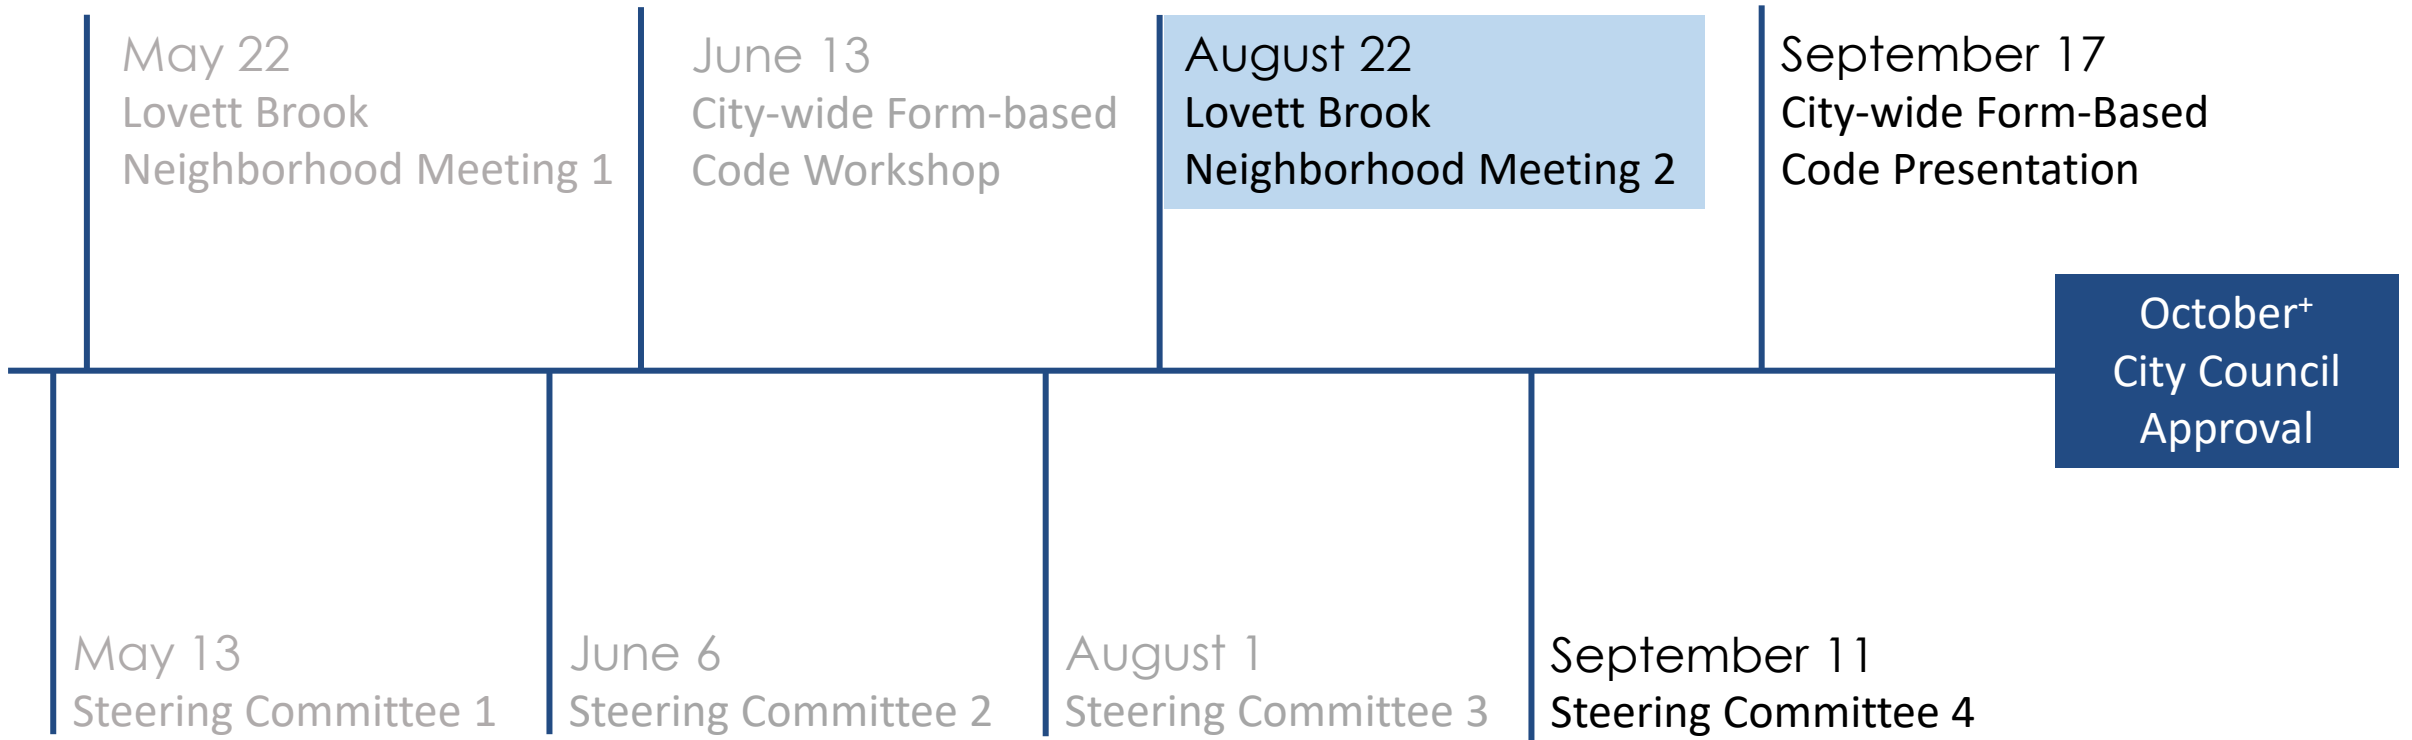 May 22
Lovett Brook
Neighborhood Meeting 1
June 13
City-wide Form-based
Code Workshop
August 22
Lovett Brook
Neighborhood Meeting 2
September 17
City-wide Form-Based
Code Presentation
October⁺
City Council
Approval
May 13
Steering Committee 1
June 6
Steering Committee 2
August 1
Steering Committee 3
September 11
Steering Committee 4